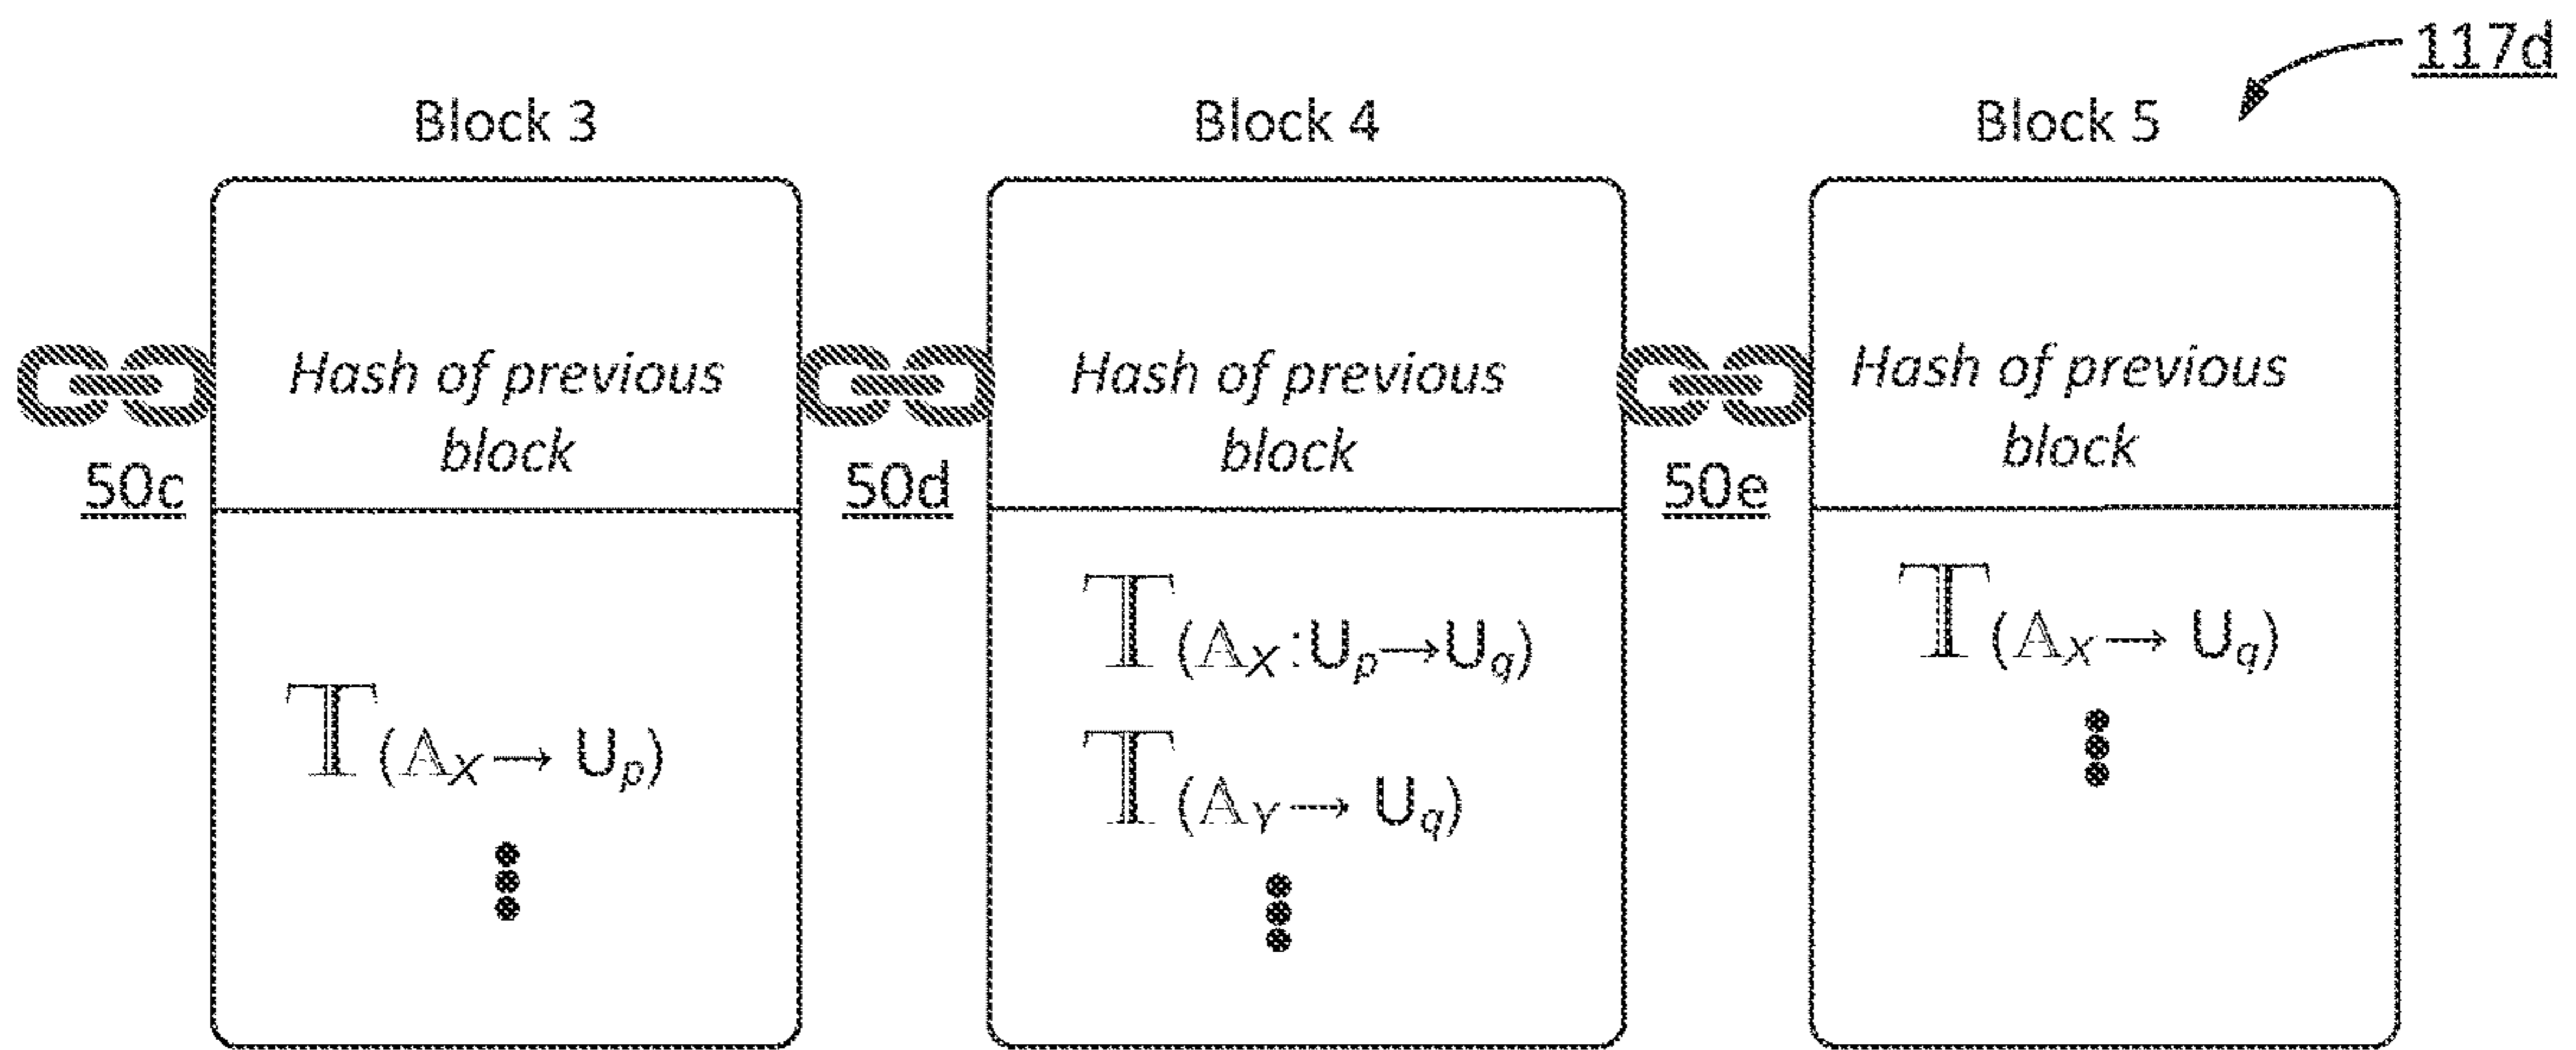 117d
Block 3
Block 4
Block 5
Hash of previous
block
Hash of previous
block
Hash of previous
block
50c
50d
50e
𝕋(𝔸X→ Up)
𝕋(𝔸X:Up→Uq)
𝕋(𝔸Y→ Uq)
𝕋(𝔸X→ Uq)